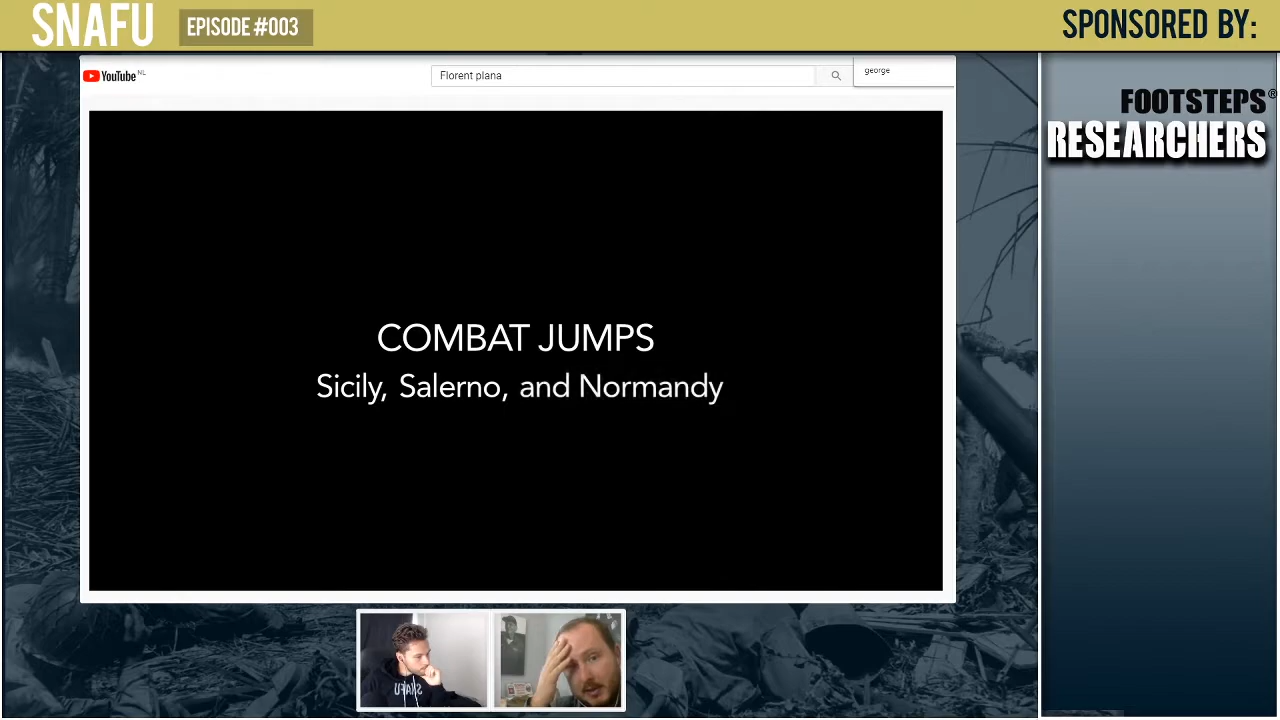 SNAFU
EPISODE #003
SPONSORED BY:
YouTube NL
Florent plana
george
FOOTSTEPS®
RESEARCHERS
COMBAT JUMPS
Sicily, Salerno, and Normandy